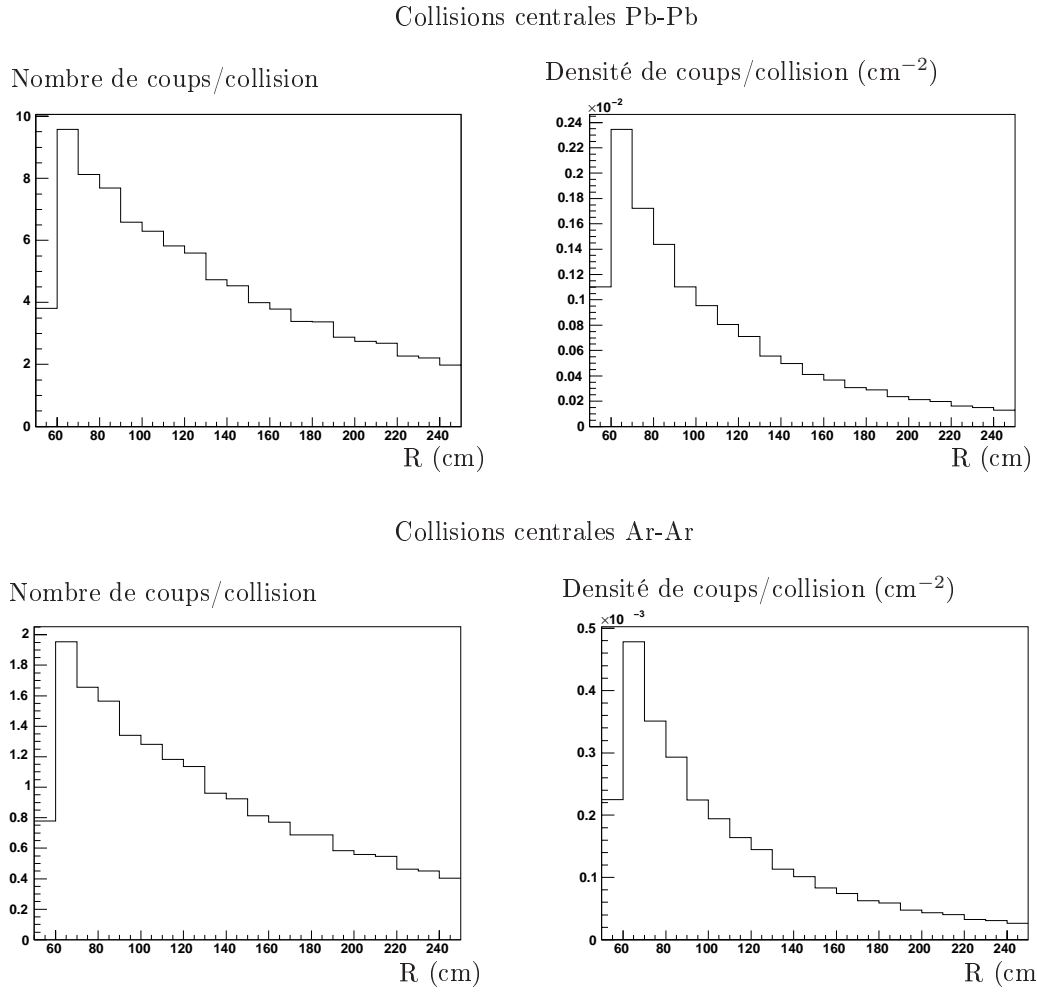 Collisions centrales Pb-Pb
Nombre de coups/collision
Densité de coups/collision (cm⁻²)
×10⁻²
10
8
6
4
2
0
60 80 100 120 140 160 180 200 220 240
R (cm)
0.24
0.22
0.2
0.18
0.16
0.14
0.12
0.1
0.08
0.06
0.04
0.02
0
60 80 100 120 140 160 180 200 220 240
R (cm)
Collisions centrales Ar-Ar
Nombre de coups/collision
Densité de coups/collision (cm⁻²)
2
1.8
1.6
1.4
1.2
1
0.8
0.6
0.4
0.2
0
60 80 100 120 140 160 180 200 220 240
R (cm)
×10 ⁻³
0.5
0.4
0.3
0.2
0.1
0
60 80 100 120 140 160 180 200 220 240
R (cm